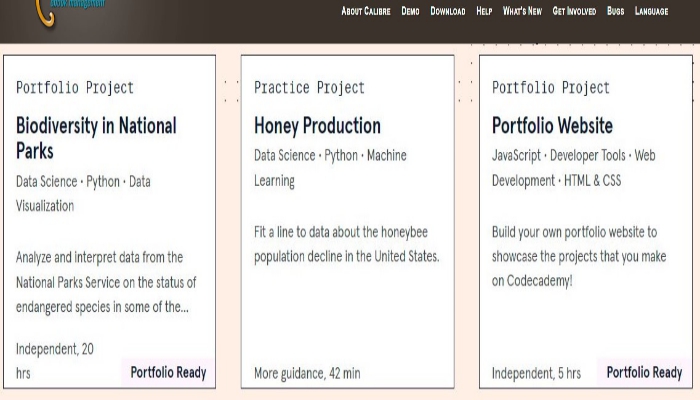 ebook management
About Calibre Demo Download Help What's New Get Involved Bugs Language
Portfolio Project
Biodiversity in National
Parks
Data Science · Python · Data
Visualization
Analyze and interpret data from the
National Parks Service on the status of
endangered species in some of the...
Independent, 20
hrs
Portfolio Ready
Practice Project
Honey Production
Data Science · Python · Machine
Learning
Fit a line to data about the honeybee
population decline in the United States.
More guidance, 42 min
Portfolio Project
Portfolio Website
JavaScript · Developer Tools · Web
Development · HTML & CSS
Build your own portfolio website to
showcase the projects that you make
on Codecademy!
Independent, 5 hrs
Portfolio Ready